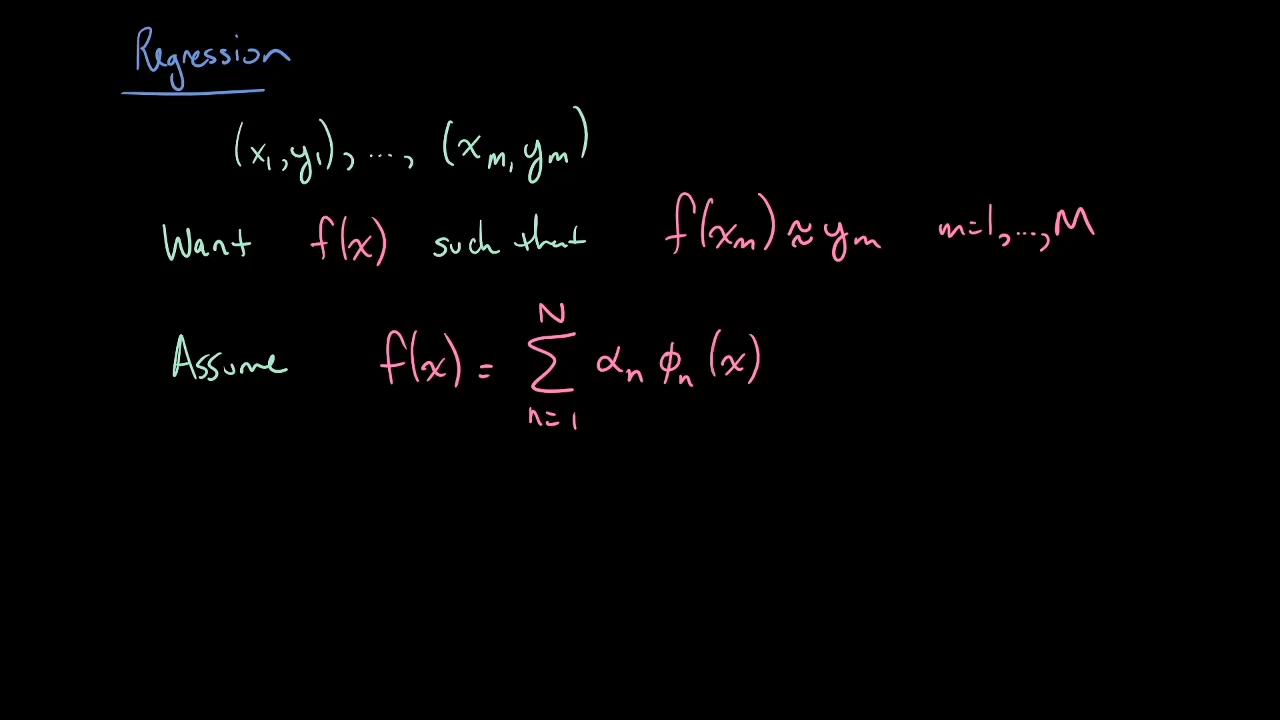 Regression
(x₁,y₁), ..., (xₘ,yₘ)
Want f(x) such that f(xₘ) ≈ yₘ m=1,...,M
Assume f(x) = ∑_{n=1}^{N} αₙ ϕₙ(x)